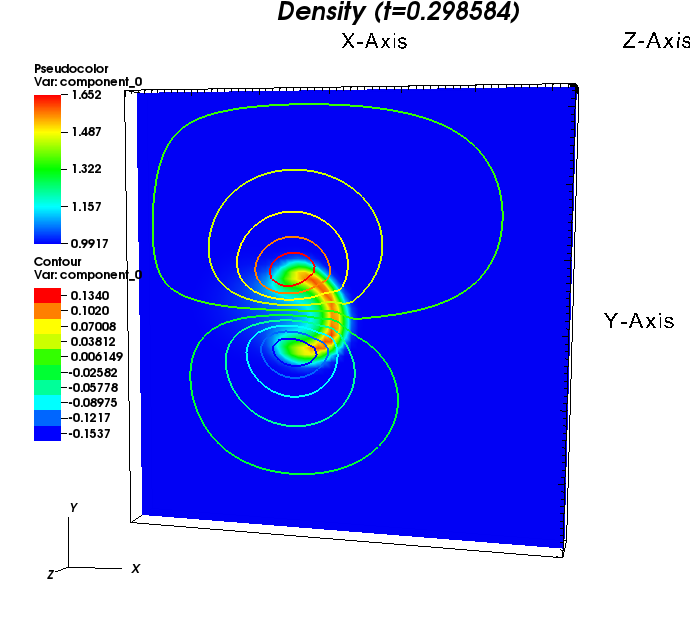 Density (t=0.298584)
X-Axis
Z-Axis
Pseudocolor
Var: component_0
1.652
1.487
1.322
1.157
0.9917
Contour
Var: component_0
0.1340
0.1020
0.07008
0.03812
0.006149
-0.02582
-0.05778
-0.08975
-0.1217
-0.1537
Y-Axis
Y
Z
X